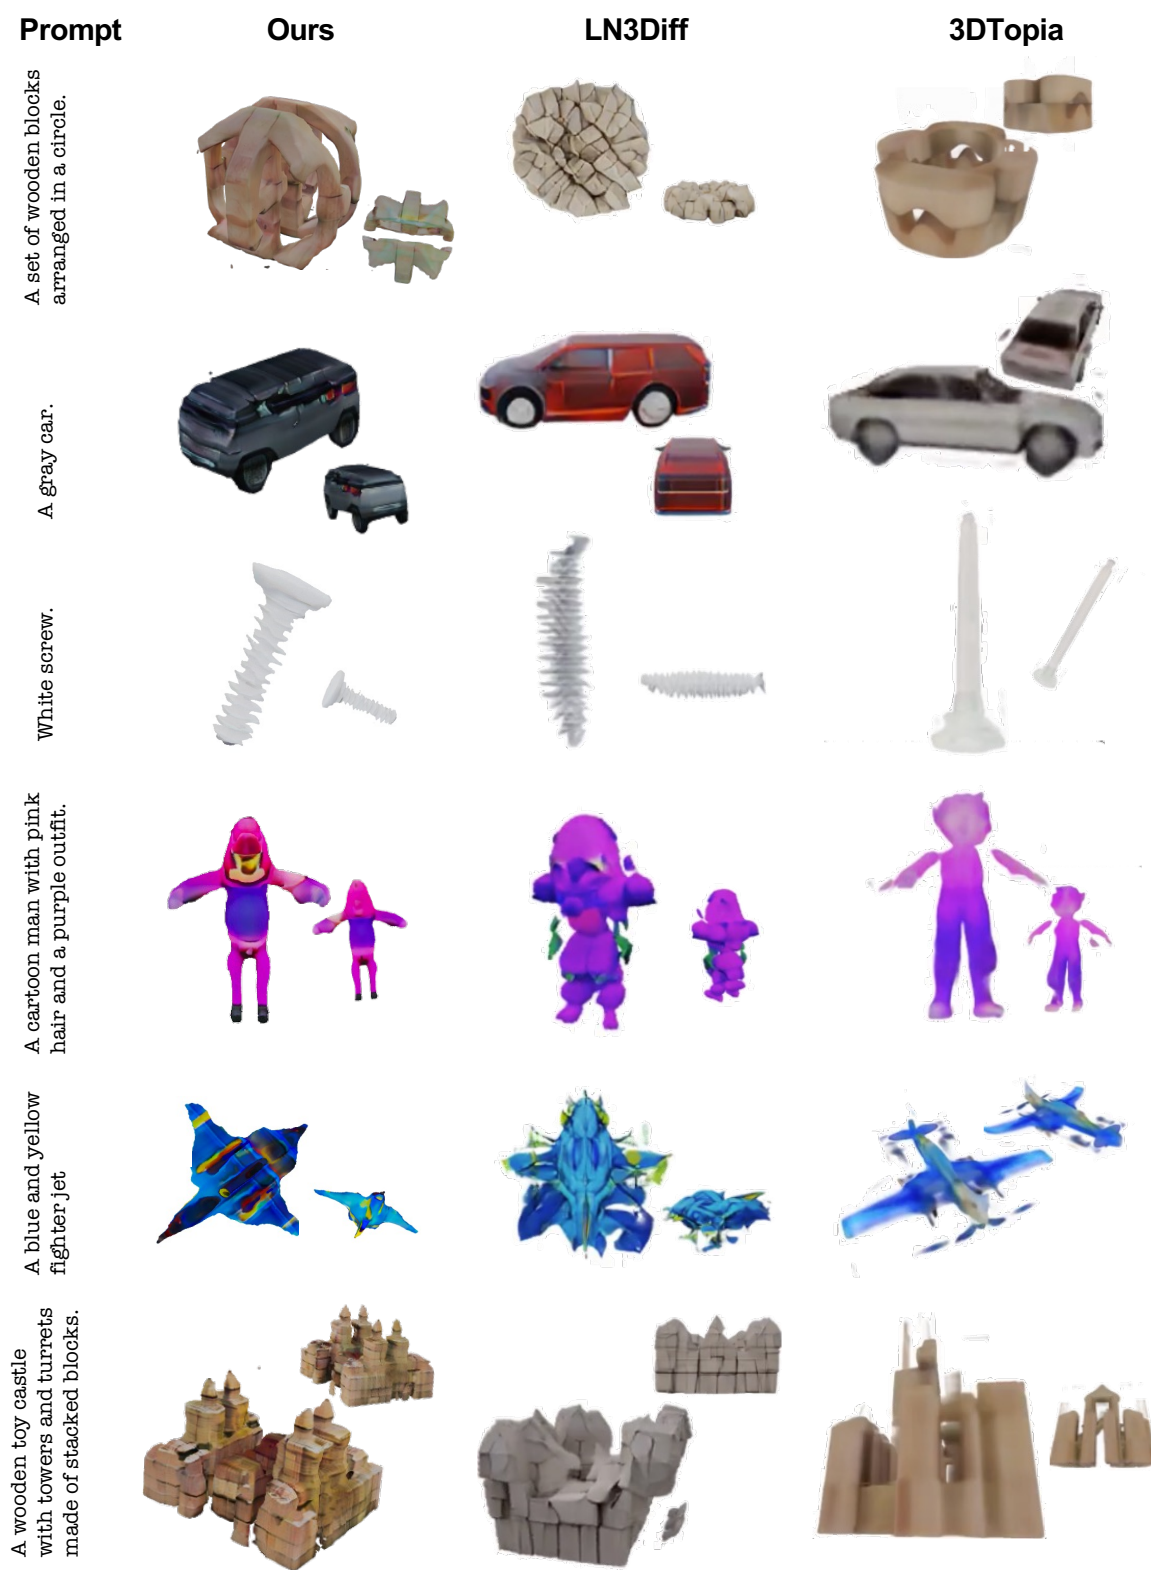 Prompt
Ours
LN3Diff
3DTopia
A set of wooden blocks
arranged in a circle.
A gray car.
White screw.
A cartoon man with pink
hair and a purple outfit.
A blue and yellow
fighter jet
A wooden toy castle
with towers and turrets
made of stacked blocks.